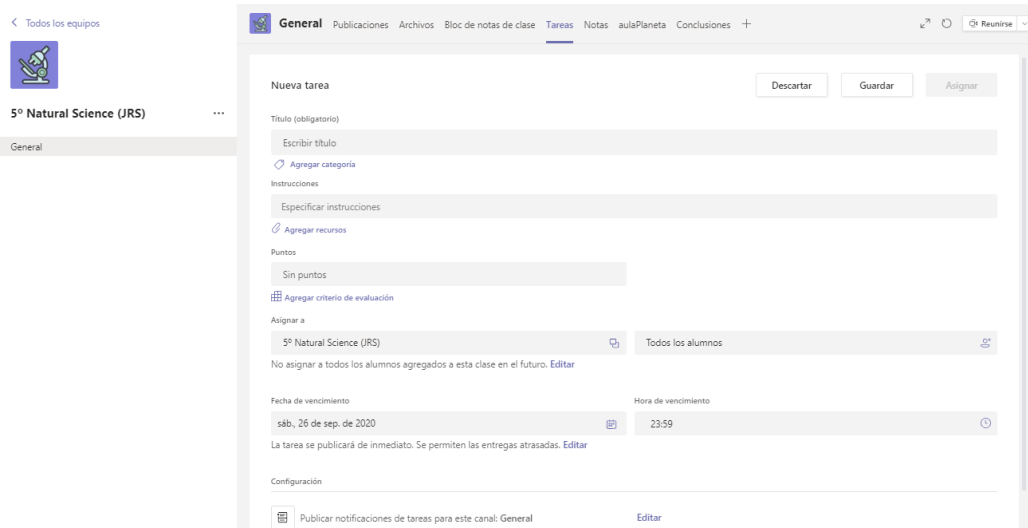 Todos los equipos
5º Natural Science (JRS)
General
General Publicaciones Archivos Bloc de notas de clase Tareas Notas aulaPlaneta Conclusiones
Reunirse
Nueva tarea
Descartar Guardar Asignar
Título (obligatorio)
Escribir título
Agregar categoría
Instrucciones
Especificar instrucciones
Agregar recursos
Puntos
Sin puntos
Agregar criterio de evaluación
Asignar a
5º Natural Science (JRS) Todos los alumnos
No asignar a todos los alumnos agregados a esta clase en el futuro. Editar
Fecha de vencimiento Hora de vencimiento
sáb., 26 de sep. de 2020 23:59
La tarea se publicará de inmediato. Se permiten las entregas atrasadas. Editar
Configuración
Publicar notificaciones de tareas para este canal: General Editar